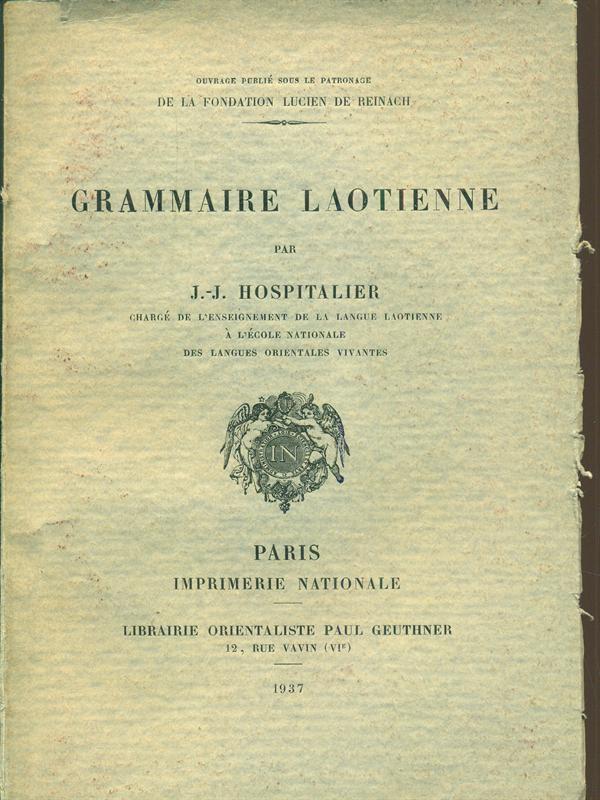 OUVRAGE PUBLIÉ SOUS LE PATRONAGE
DE LA FONDATION LUCIEN DE REINACH
GRAMMAIRE LAOTIENNE
PAR
J.-J. HOSPITALIER
CHARGÉ DE L'ENSEIGNEMENT DE LA LANGUE LAOTIENNE
À L'ÉCOLE NATIONALE
DES LANGUES ORIENTALES VIVANTES
IN
PARIS
IMPRIMERIE NATIONALE
LIBRAIRIE ORIENTALISTE PAUL GEUTHNER
12, RUE VAVIN (VIE)
1937